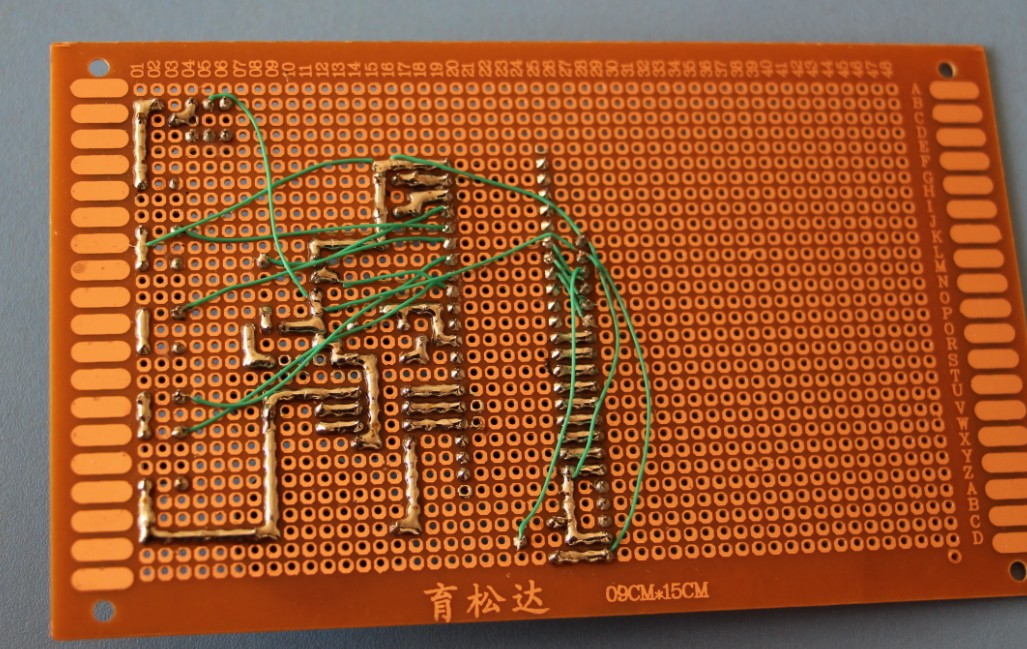 01 02 03 04 05 06 07 08 09 10 11 12 13 14 15 16 17 18 19 20 21 22 23 24 25 26 27 28 29 30 31 32 33 34 35 36 37 38 39 40 41 42 43 44 45 46 47 48
A
B
C
D
E
F
G
H
I
J
K
L
M
N
O
P
Q
R
S
T
U
V
W
X
Y
Z
A
B
C
D
育松达 09CM*15CM